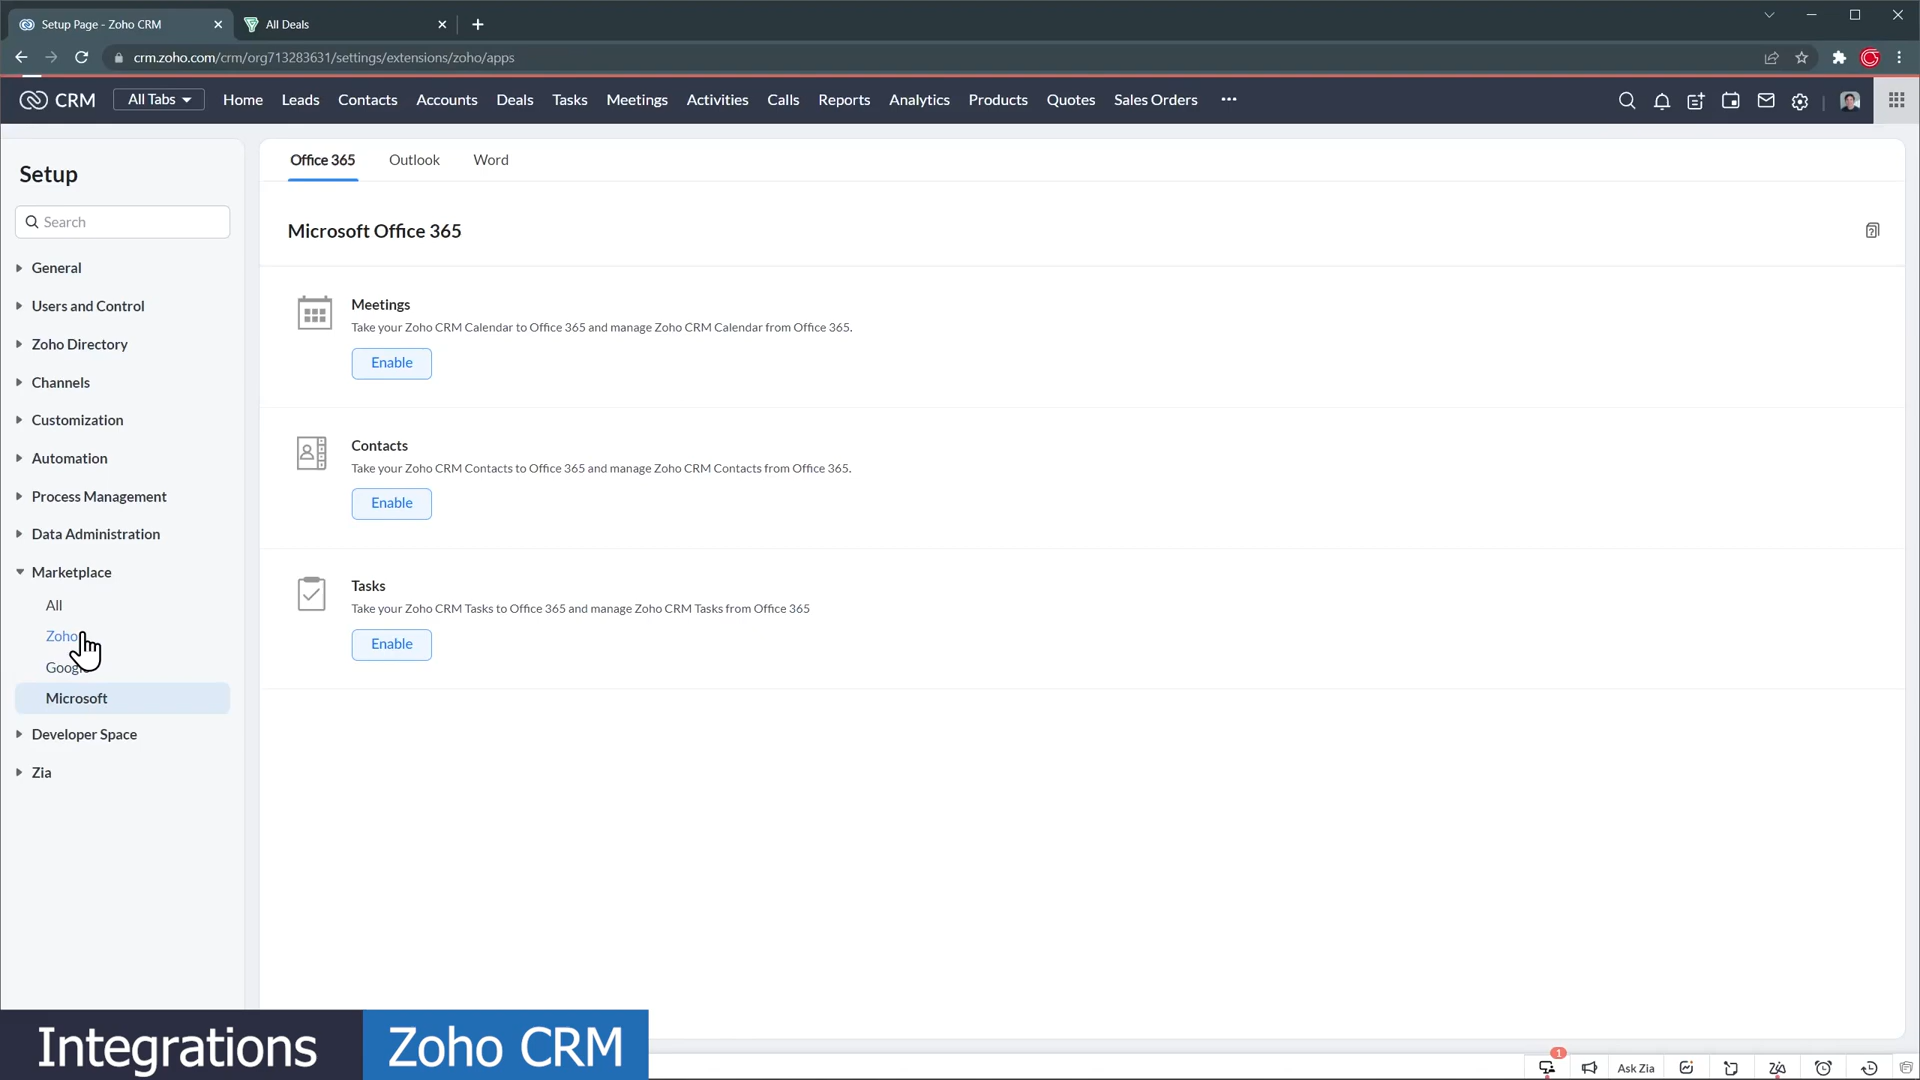 Setup Page - Zoho CRM
All Deals
crm.zoho.com/crm/org713283631/settings/extensions/zoho/apps
CRM All Tabs Home Leads Contacts Accounts Deals Tasks Meetings Activities Calls Reports Analytics Products Quotes Sales Orders
Setup
Search
General
Users and Control
Zoho Directory
Channels
Customization
Automation
Process Management
Data Administration
Marketplace
All
Zoho
Microsoft
Developer Space
Zia
Office 365 Outlook Word
Microsoft Office 365
Meetings
Take your Zoho CRM Calendar to Office 365 and manage Zoho CRM Calendar from Office 365.
Enable
Contacts
Take your Zoho CRM Contacts to Office 365 and manage Zoho CRM Contacts from Office 365.
Enable
Tasks
Take your Zoho CRM Tasks to Office 365 and manage Zoho CRM Tasks from Office 365
Enable
Integrations Zoho CRM
1
Ask Zia